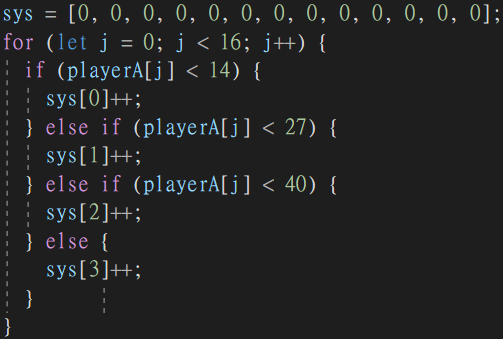 sys = [0, 0, 0, 0, 0, 0, 0, 0, 0, 0, 0, 0, 0];
for (let j = 0; j < 16; j++) {
if (playerA[j] < 14) {
sys[0]++;
} else if (playerA[j] < 27) {
sys[1]++;
} else if (playerA[j] < 40) {
sys[2]++;
} else {
sys[3]++;
}
}